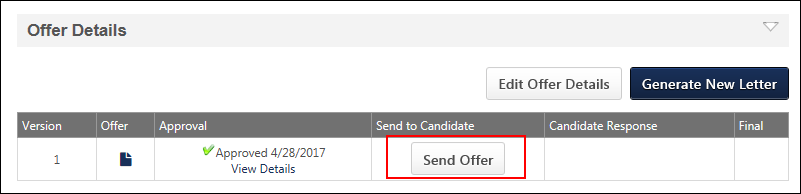 Offer Details
Edit Offer Details Generate New Letter
Version Offer Approval Send to Candidate Candidate Response Final
1 Approved 4/28/2017 Send Offer
View Details